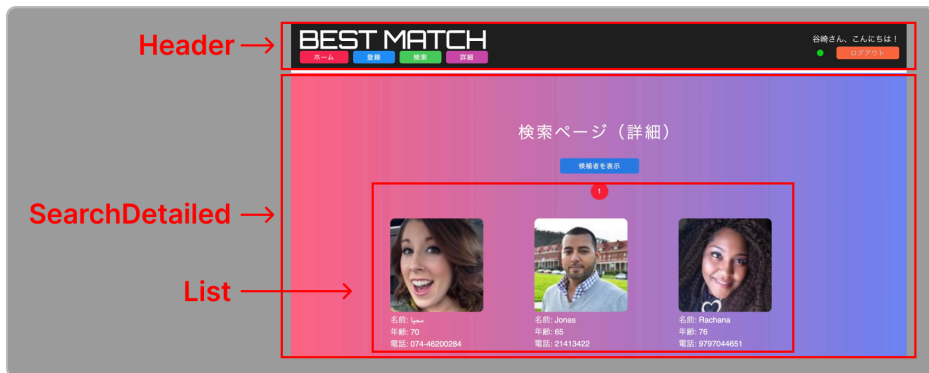 Header
BEST MATCH
ホーム 登録 検索 詳細
谷崎さん、こんにちは！
ログアウト
検索ページ（詳細）
候補者を表示
SearchDetailed
1
List
名前: محيا
年齢: 70
電話: 074-46200284
名前: Jonas
年齢: 65
電話: 21413422
名前: Rachana
年齢: 76
電話: 9797044651